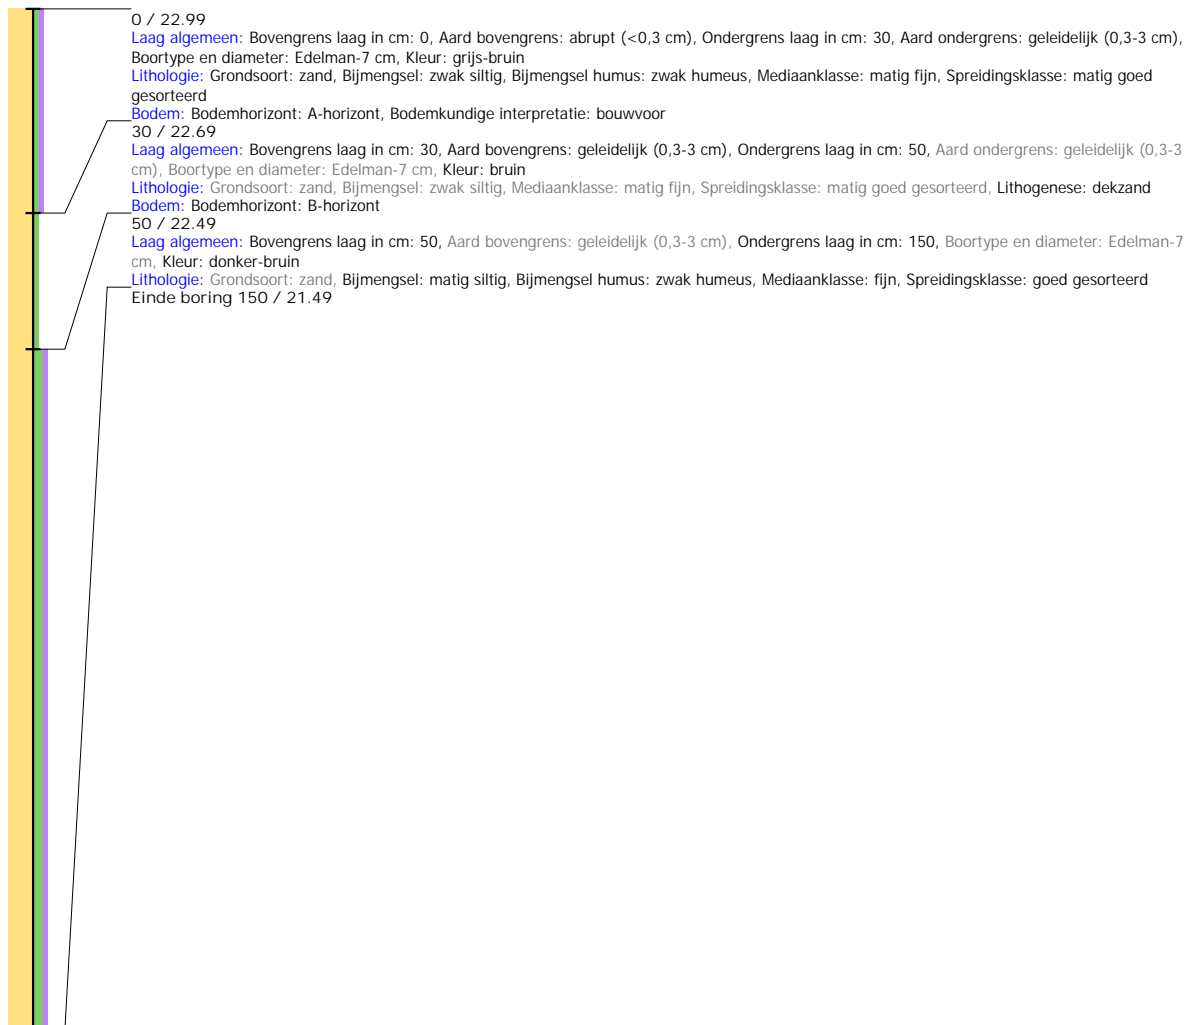 0 / 22.99
Laag algemeen: Bovengrens laag in cm: 0, Aard bovengrens: abrupt (<0,3 cm), Ondergrens laag in cm: 30, Aard ondergrens: geleidelijk (0,3-3 cm),
Boortype en diameter: Edelman-7 cm, Kleur: grijs-bruin
Lithologie: Grondsoort: zand, Bijmengsel: zwak siltig, Bijmengsel humus: zwak humeus, Mediaanklasse: matig fijn, Spreidingsklasse: matig goed
gesorteerd
Bodem: Bodemhorizont: A-horizont, Bodemkundige interpretatie: bouwvoor
30 / 22.69
Laag algemeen: Bovengrens laag in cm: 30, Aard bovengrens: geleidelijk (0,3-3 cm), Ondergrens laag in cm: 50, Aard ondergrens: geleidelijk (0,3-3
cm), Boortype en diameter: Edelman-7 cm, Kleur: bruin
Lithologie: Grondsoort: zand, Bijmengsel: zwak siltig, Mediaanklasse: matig fijn, Spreidingsklasse: matig goed gesorteerd, Lithogenese: dekzand
Bodem: Bodemhorizont: B-horizont
50 / 22.49
Laag algemeen: Bovengrens laag in cm: 50, Aard bovengrens: geleidelijk (0,3-3 cm), Ondergrens laag in cm: 150, Boortype en diameter: Edelman-7
cm, Kleur: donker-bruin
Lithologie: Grondsoort: zand, Bijmengsel: matig siltig, Bijmengsel humus: zwak humeus, Mediaanklasse: fijn, Spreidingsklasse: goed gesorteerd
Einde boring 150 / 21.49